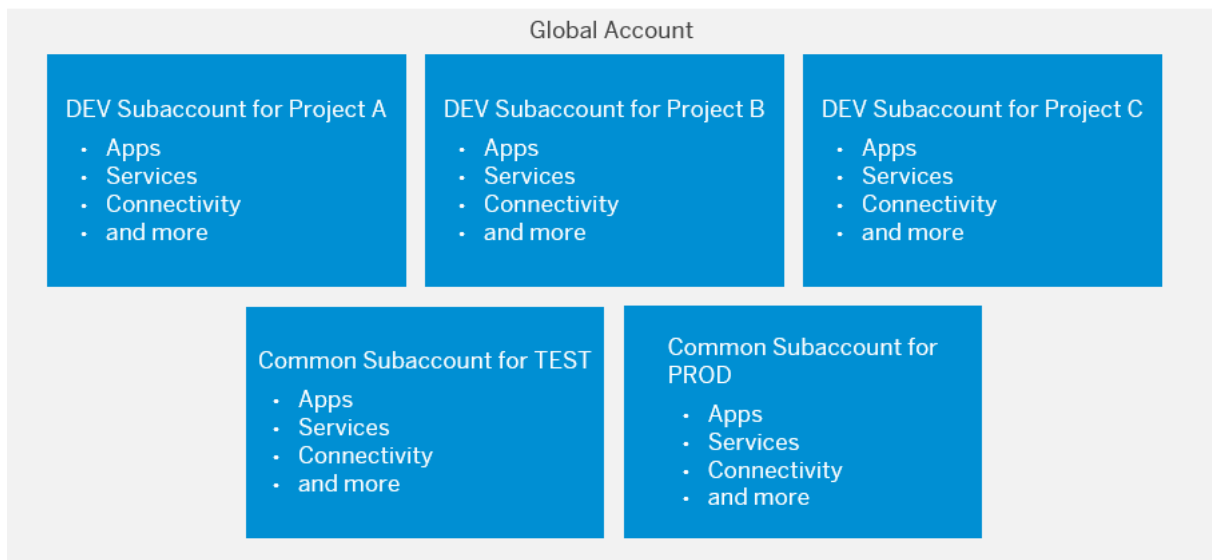 Global Account
DEV Subaccount for Project A
• Apps
• Services
• Connectivity
• and more
DEV Subaccount for Project B
• Apps
• Services
• Connectivity
• and more
DEV Subaccount for Project C
• Apps
• Services
• Connectivity
• and more
Common Subaccount for TEST
• Apps
• Services
• Connectivity
• and more
Common Subaccount for
PROD
• Apps
• Services
• Connectivity
• and more